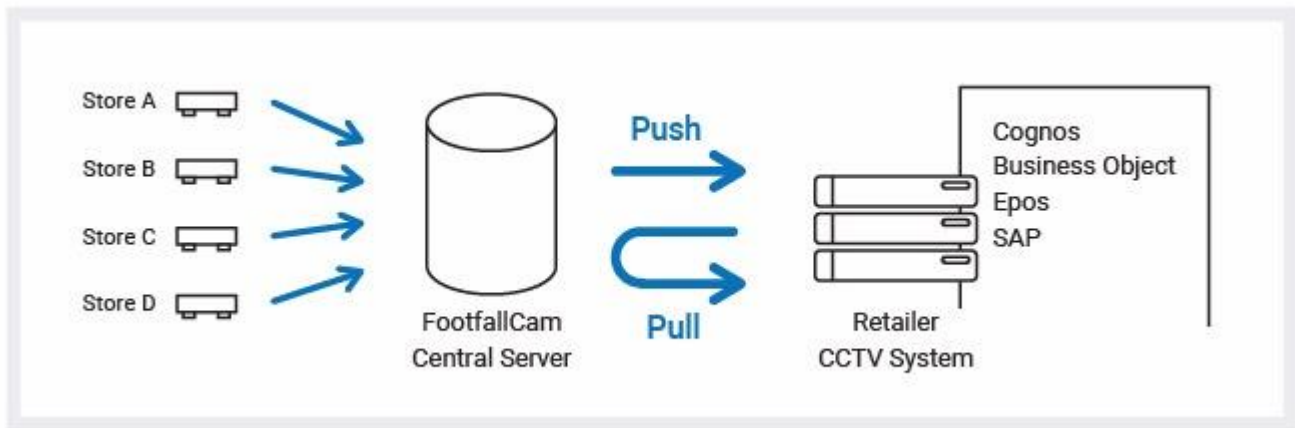 Store A
Store B
Store C
Store D
FootfallCam
Central Server
Push
Pull
Retailer
CCTV System
Cognos
Business Object
Epos
SAP